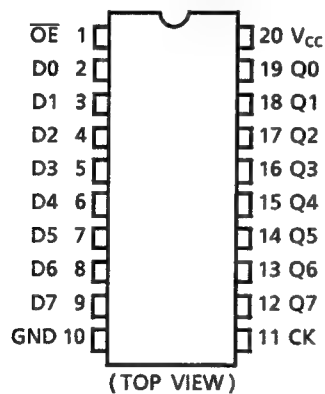 O̅E̅ 1 20 VCC
D0 2 19 Q0
D1 3 18 Q1
D2 4 17 Q2
D3 5 16 Q3
D4 6 15 Q4
D5 7 14 Q5
D6 8 13 Q6
D7 9 12 Q7
GND 10 11 CK
(TOP VIEW)